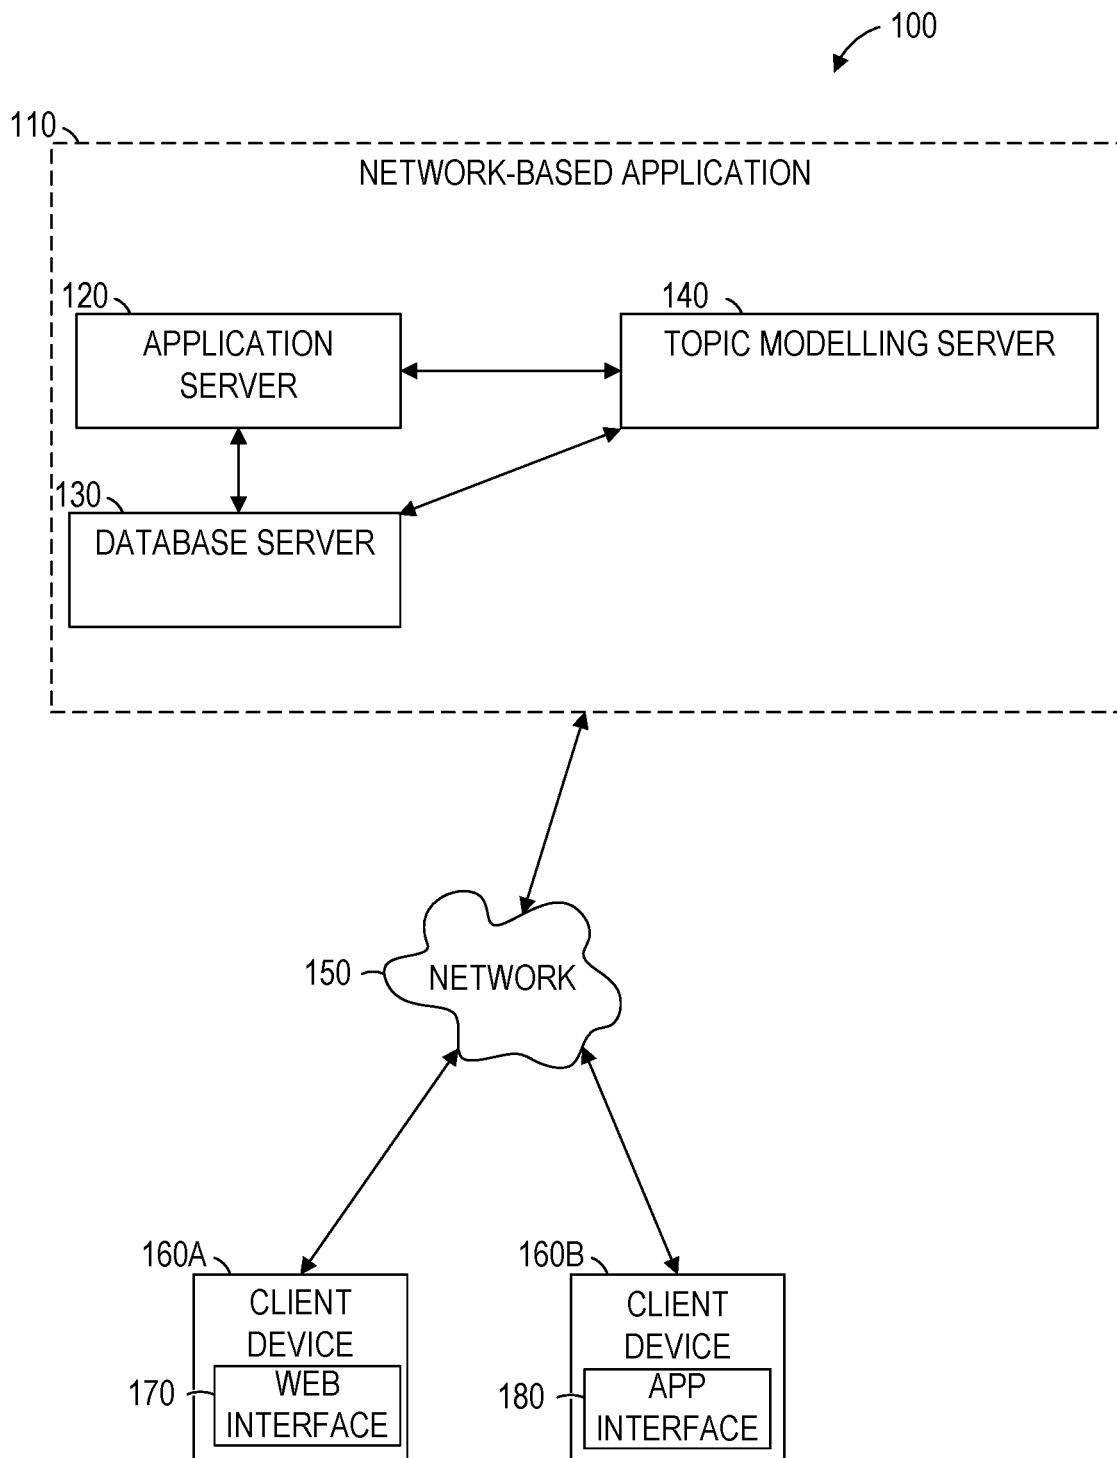 100
110
NETWORK-BASED APPLICATION
120
APPLICATION
SERVER
140
TOPIC MODELLING SERVER
130
DATABASE SERVER
150
NETWORK
160A
CLIENT
DEVICE
170
WEB
INTERFACE
160B
CLIENT
DEVICE
180
APP
INTERFACE